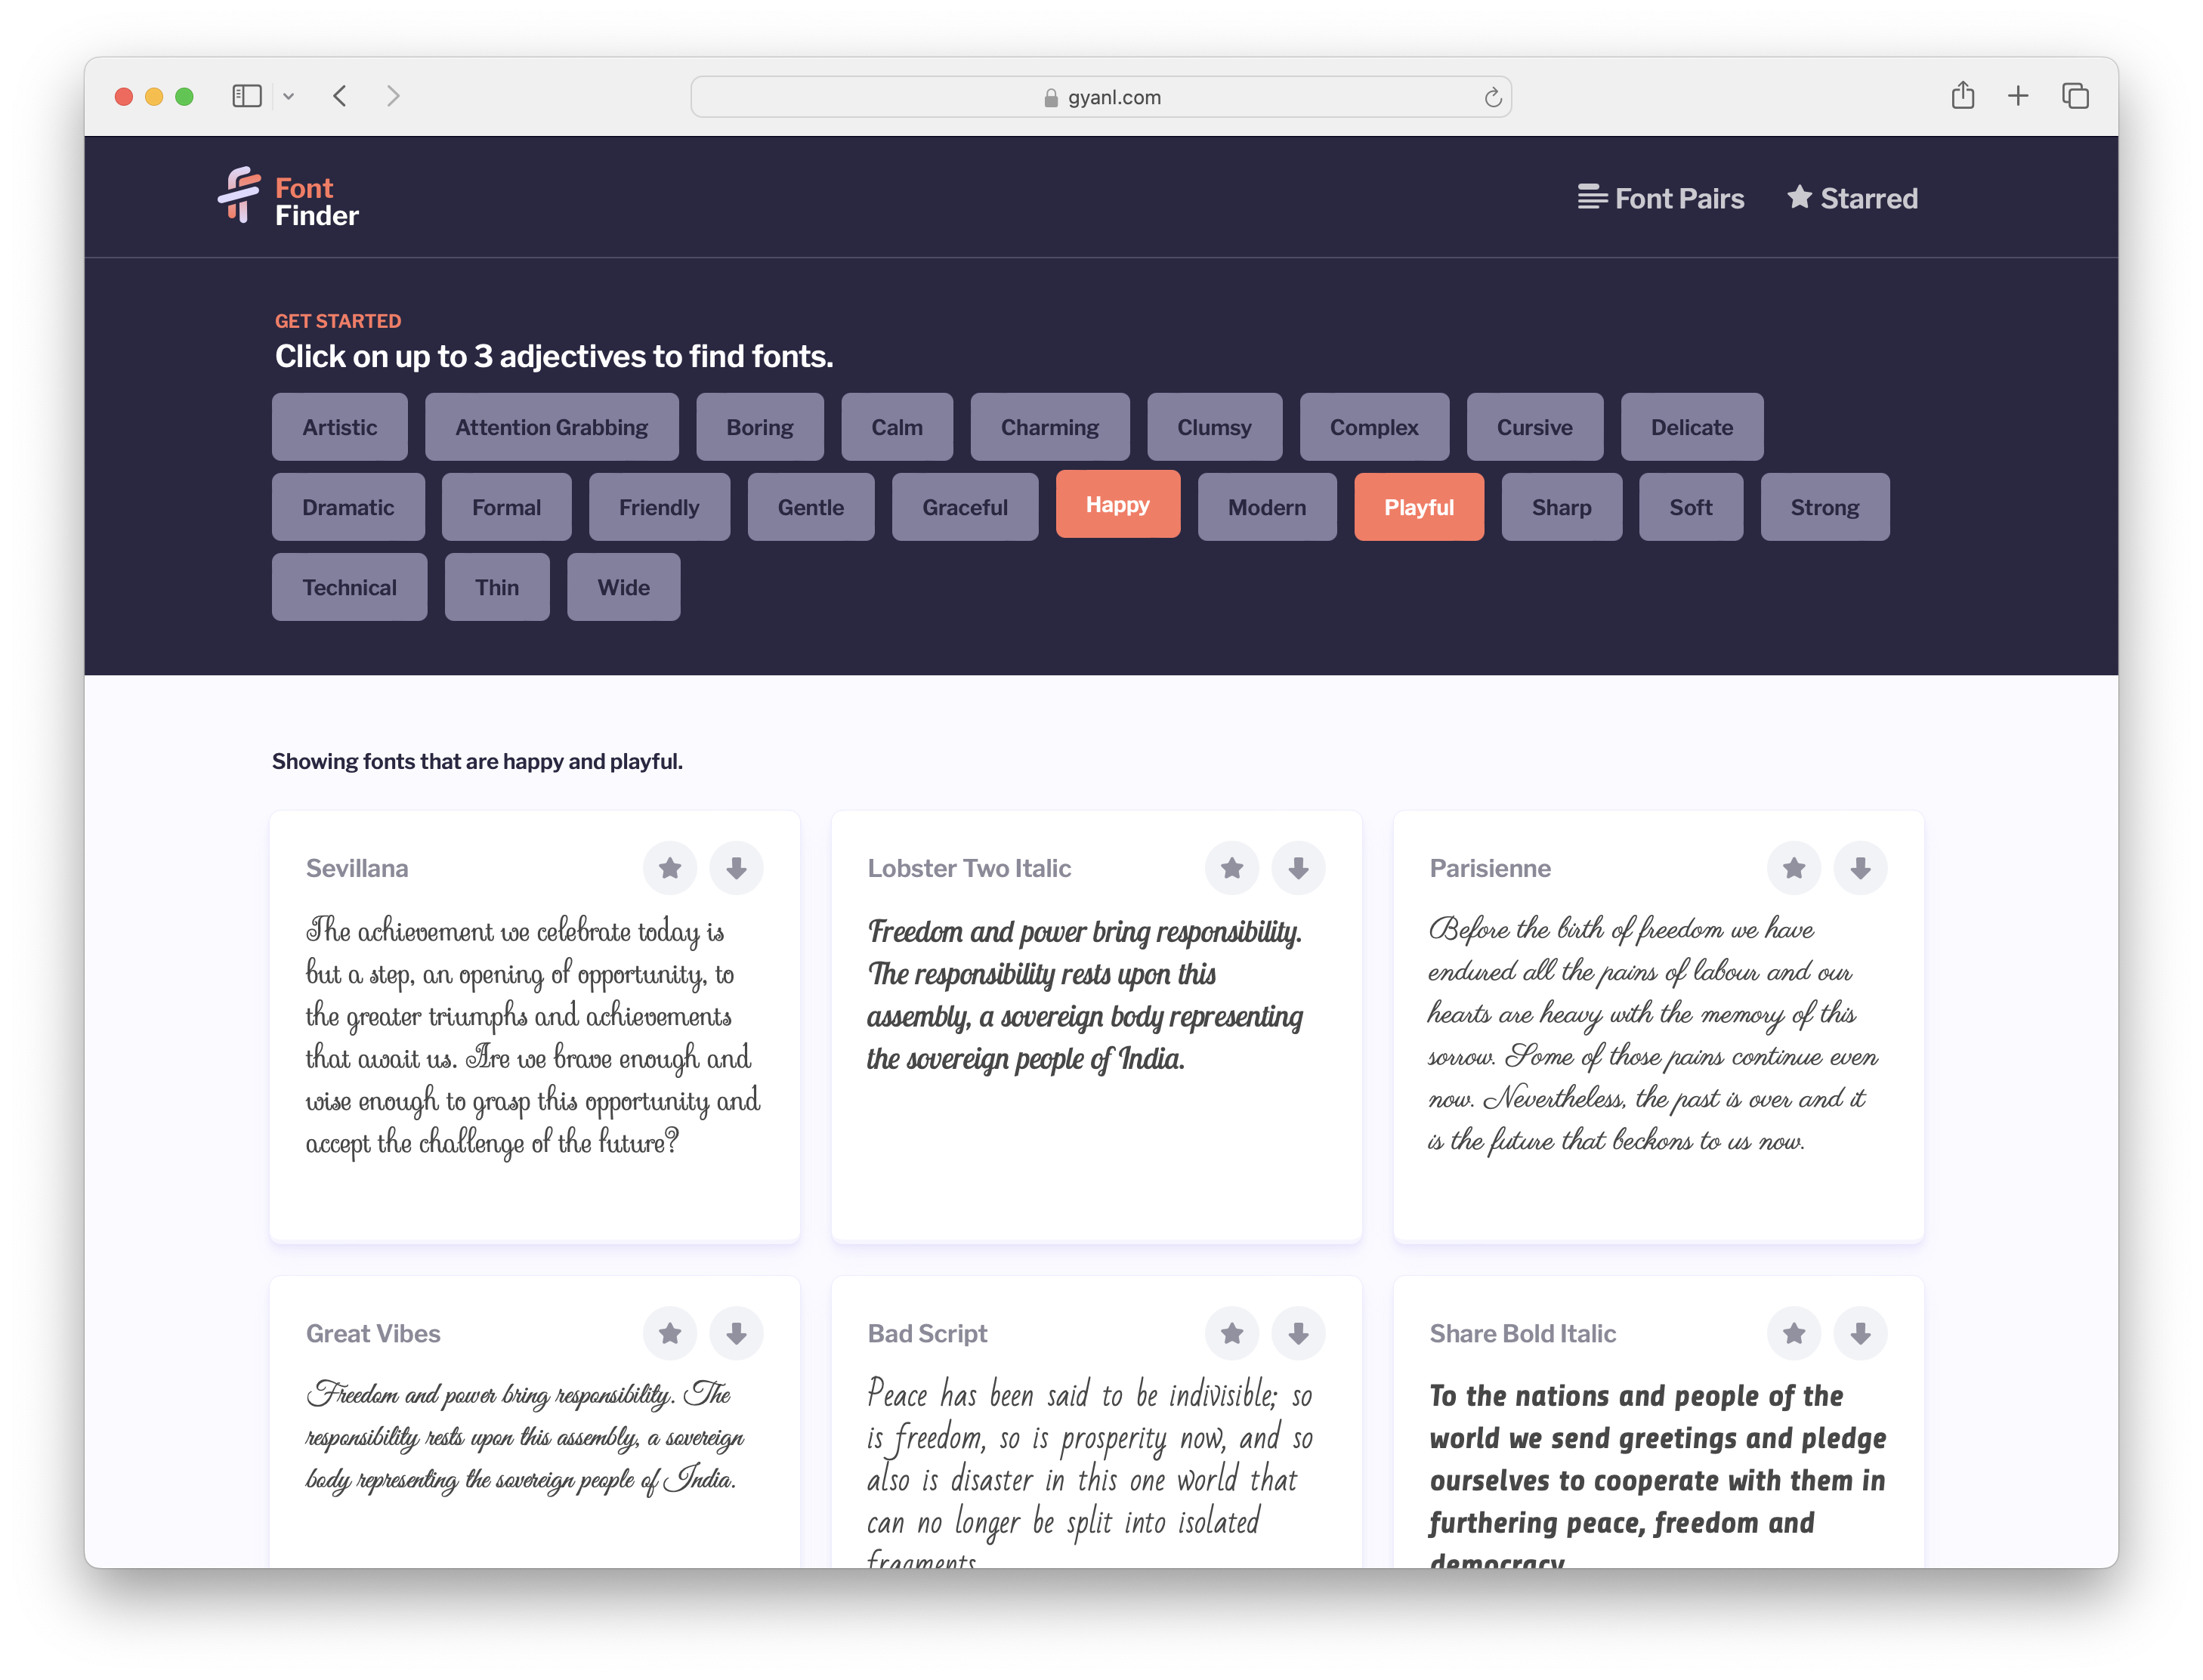 gyanl.com
Font
Finder
Font Pairs
Starred
GET STARTED
Click on up to 3 adjectives to find fonts.
Artistic
Attention Grabbing
Boring
Calm
Charming
Clumsy
Complex
Cursive
Delicate
Dramatic
Formal
Friendly
Gentle
Graceful
Happy
Modern
Playful
Sharp
Soft
Strong
Technical
Thin
Wide
Showing fonts that are happy and playful.
Sevillana
The achievement we celebrate today is
but a step, an opening of opportunity, to
the greater triumphs and achievements
that await us. Are we brave enough and
wise enough to grasp this opportunity and
accept the challenge of the future?
Lobster Two Italic
Freedom and power bring responsibility.
The responsibility rests upon this
assembly, a sovereign body representing
the sovereign people of India.
Parisienne
Before the birth of freedom we have
endured all the pains of labour and our
hearts are heavy with the memory of this
sorrow. Some of those pains continue even
now. Nevertheless, the past is over and it
is the future that beckons to us now.
Great Vibes
Freedom and power bring responsibility. The
responsibility rests upon this assembly, a sovereign
body representing the sovereign people of India.
Bad Script
Peace has been said to be indivisible; so
is freedom, so is prosperity now, and so
also is disaster in this one world that
can no longer be split into isolated
fragments
Share Bold Italic
To the nations and people of the
world we send greetings and pledge
ourselves to cooperate with them in
furthering peace, freedom and
democracy